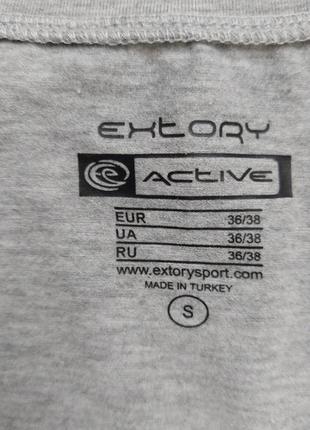 EXTORY
ACTIVE
EUR 36/38
UA 36/38
RU 36/38
www.extorysport.com
MADE IN TURKEY
S